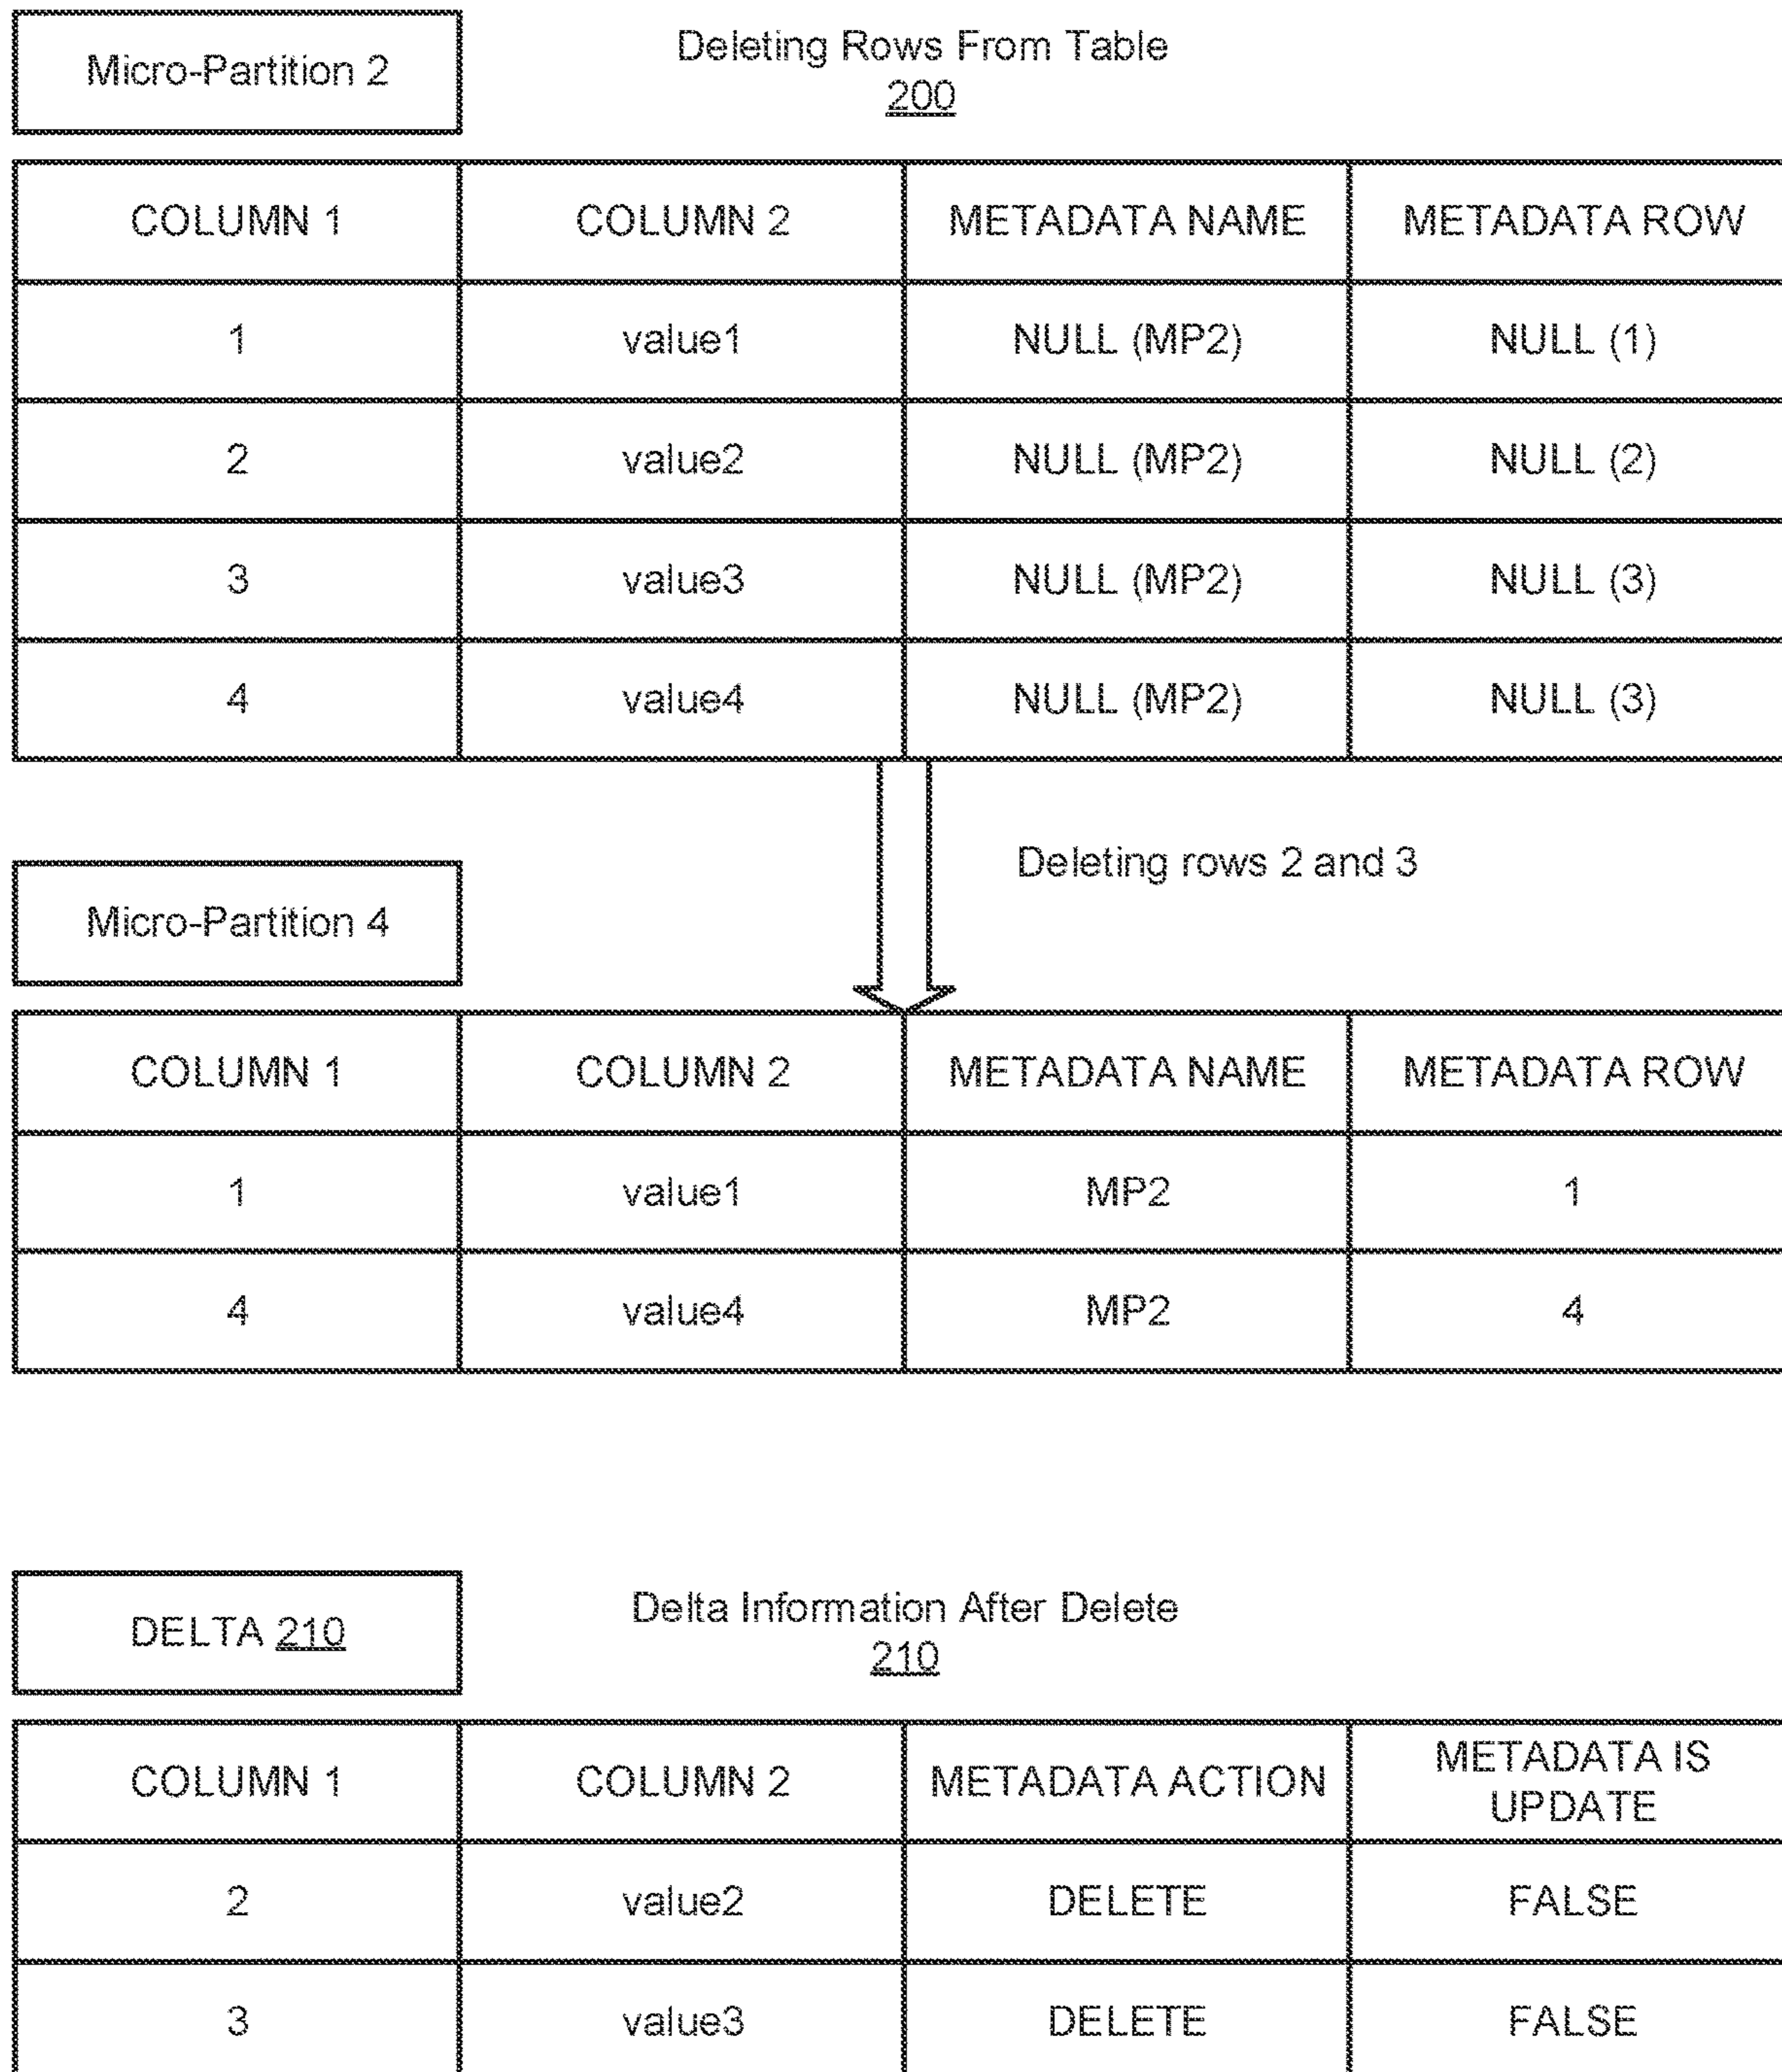 Micro-Partition 2
Deleting Rows From Table
200
COLUMN 1 COLUMN 2 METADATA NAME METADATA ROW
1 value1 NULL (MP2) NULL (1)
2 value2 NULL (MP2) NULL (2)
3 value3 NULL (MP2) NULL (3)
4 value4 NULL (MP2) NULL (3)
Deleting rows 2 and 3
Micro-Partition 4
COLUMN 1 COLUMN 2 METADATA NAME METADATA ROW
1 value1 MP2 1
4 value4 MP2 4
DELTA 210
Delta Information After Delete
210
COLUMN 1 COLUMN 2 METADATA ACTION METADATA IS
UPDATE
2 value2 DELETE FALSE
3 value3 DELETE FALSE